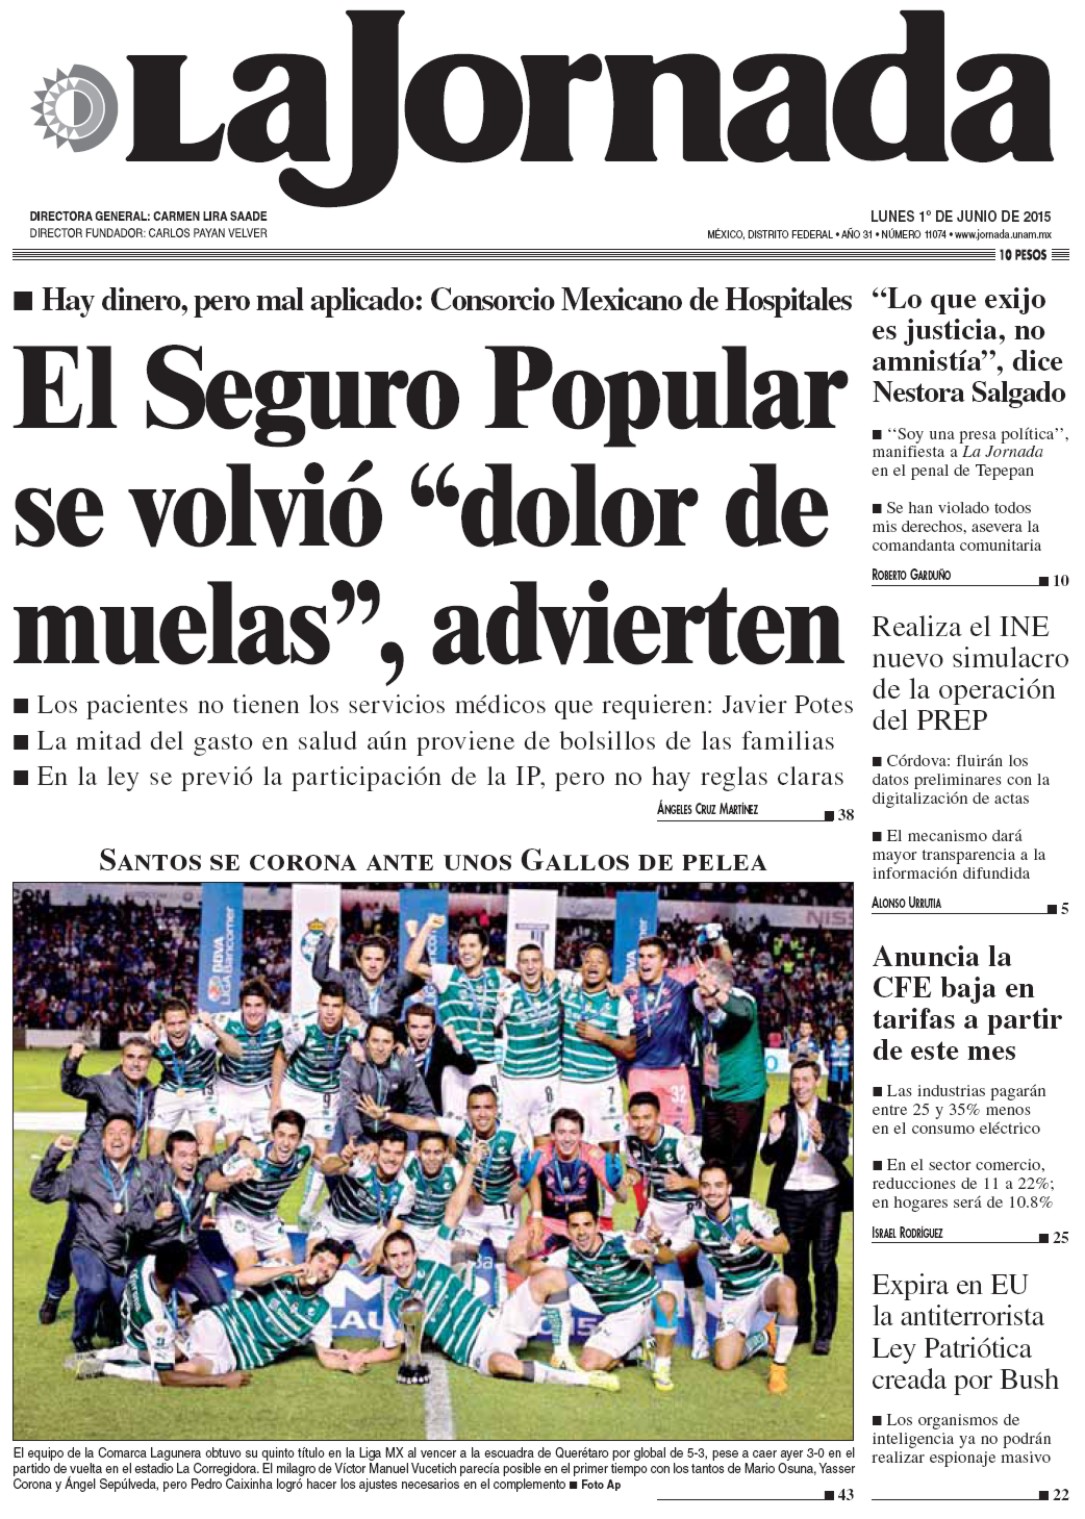 La Jornada
DIRECTORA GENERAL: CARMEN LIRA SAADE
DIRECTOR FUNDADOR: CARLOS PAYAN VELVER
LUNES 1º DE JUNIO DE 2015
MÉXICO, DISTRITO FEDERAL • AÑO 31 • NÚMERO 11074 • www.jornada.unam.mx
10 PESOS
■ Hay dinero, pero mal aplicado: Consorcio Mexicano de Hospitales
El Seguro Popular
se volvió “dolor de
muelas”, advierten
■ Los pacientes no tienen los servicios médicos que requieren: Javier Potes
■ La mitad del gasto en salud aún proviene de bolsillos de las familias
■ En la ley se previó la participación de la IP, pero no hay reglas claras
ÁNGELES CRUZ MARTÍNEZ
■ 38
SANTOS SE CORONA ANTE UNOS GALLOS DE PELEA
BBVA
Bancomer
LIGA
NISS
9
8
7
32
LAU
El equipo de la Comarca Lagunera obtuvo su quinto título en la Liga MX al vencer a la escuadra de Querétaro por global de 5-3, pese a caer ayer 3-0 en el
partido de vuelta en el estadio La Corregidora. El milagro de Víctor Manuel Vucetich parecía posible en el primer tiempo con los tantos de Mario Osuna, Yasser
Corona y Ángel Sepúlveda, pero Pedro Caixinha logró hacer los ajustes necesarios en el complemento ■ Foto Ap
■ 43
“Lo que exijo
es justicia, no
amnistía”, dice
Nestora Salgado
■ “Soy una presa política”,
manifiesta a La Jornada
en el penal de Tepepan
■ Se han violado todos
mis derechos, asevera la
comandanta comunitaria
ROBERTO GARDUÑO
■ 10
Realiza el INE
nuevo simulacro
de la operación
del PREP
■ Córdova: fluirán los
datos preliminares con la
digitalización de actas
■ El mecanismo dará
mayor transparencia a la
información difundida
ALONSO URRUTIA
■ 5
Anuncia la
CFE baja en
tarifas a partir
de este mes
■ Las industrias pagarán
entre 25 y 35% menos
en el consumo eléctrico
■ En el sector comercio,
reducciones de 11 a 22%;
en hogares será de 10.8%
ISRAEL RODRÍGUEZ
■ 25
Expira en EU
la antiterrorista
Ley Patriótica
creada por Bush
■ Los organismos de
inteligencia ya no podrán
realizar espionaje masivo
■ 22